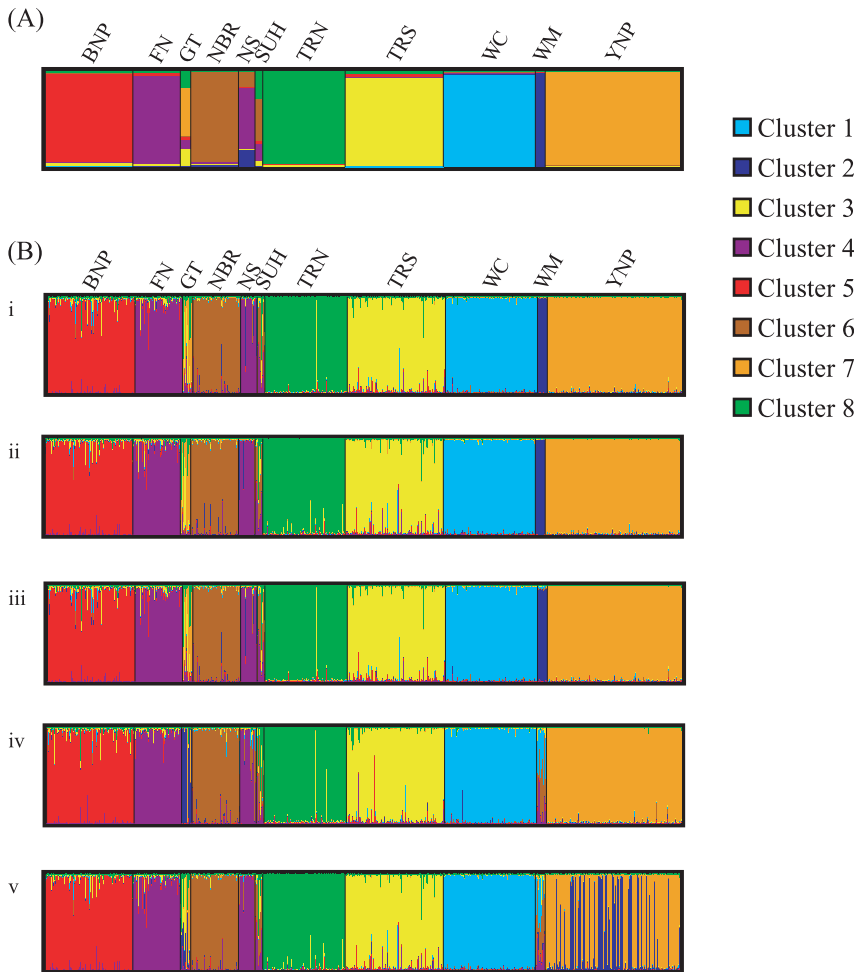 (A)
BNP FN GT NBR NS SUH TRN TRS WC WM YNP
Cluster 1
Cluster 2
Cluster 3
Cluster 4
Cluster 5
Cluster 6
Cluster 7
Cluster 8
(B)
BNP FN GT NBR NS SUH TRN TRS WC WM YNP
i
ii
iii
iv
v